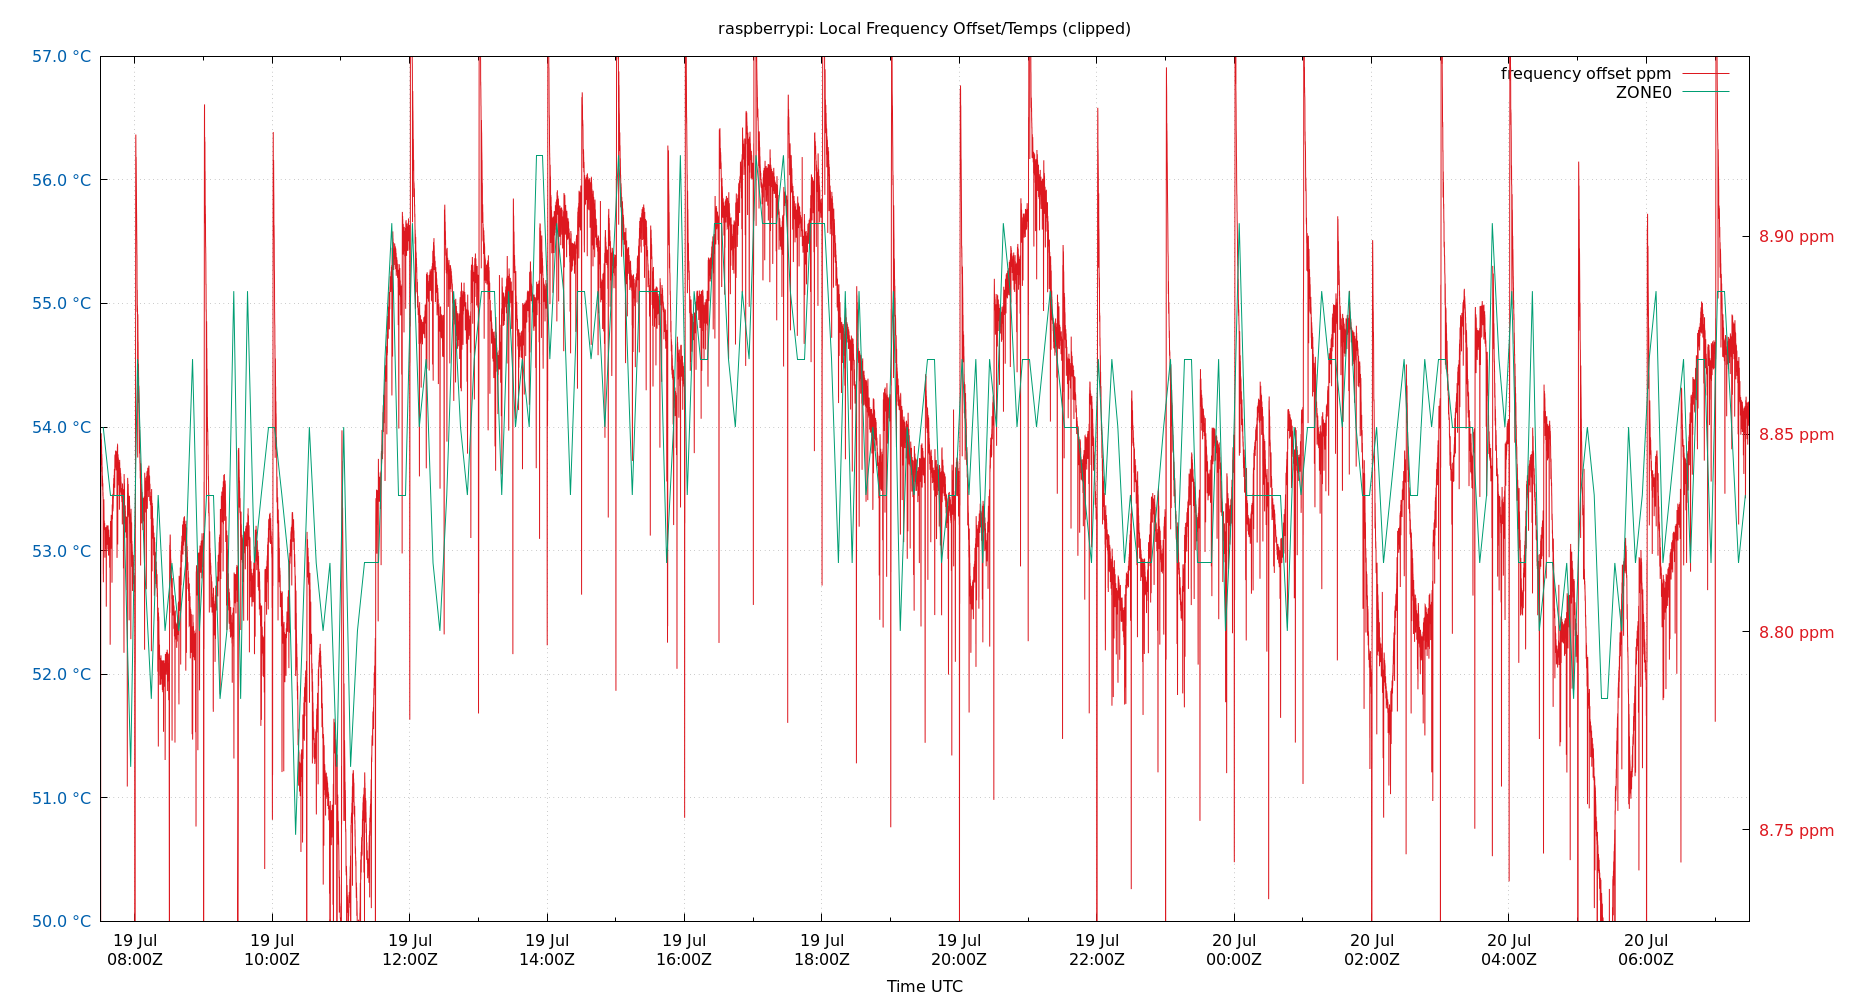 raspberrypi: Local Frequency Offset/Temps (clipped)
57.0 °C
56.0 °C
55.0 °C
54.0 °C
53.0 °C
52.0 °C
51.0 °C
50.0 °C
frequency offset ppm
ZONE0
8.90 ppm
8.85 ppm
8.80 ppm
8.75 ppm
19 Jul 19 Jul 19 Jul 19 Jul 19 Jul 19 Jul 19 Jul 19 Jul 20 Jul 20 Jul 20 Jul 20 Jul
08:00Z 10:00Z 12:00Z 14:00Z 16:00Z 18:00Z 20:00Z 22:00Z 00:00Z 02:00Z 04:00Z 06:00Z
Time UTC